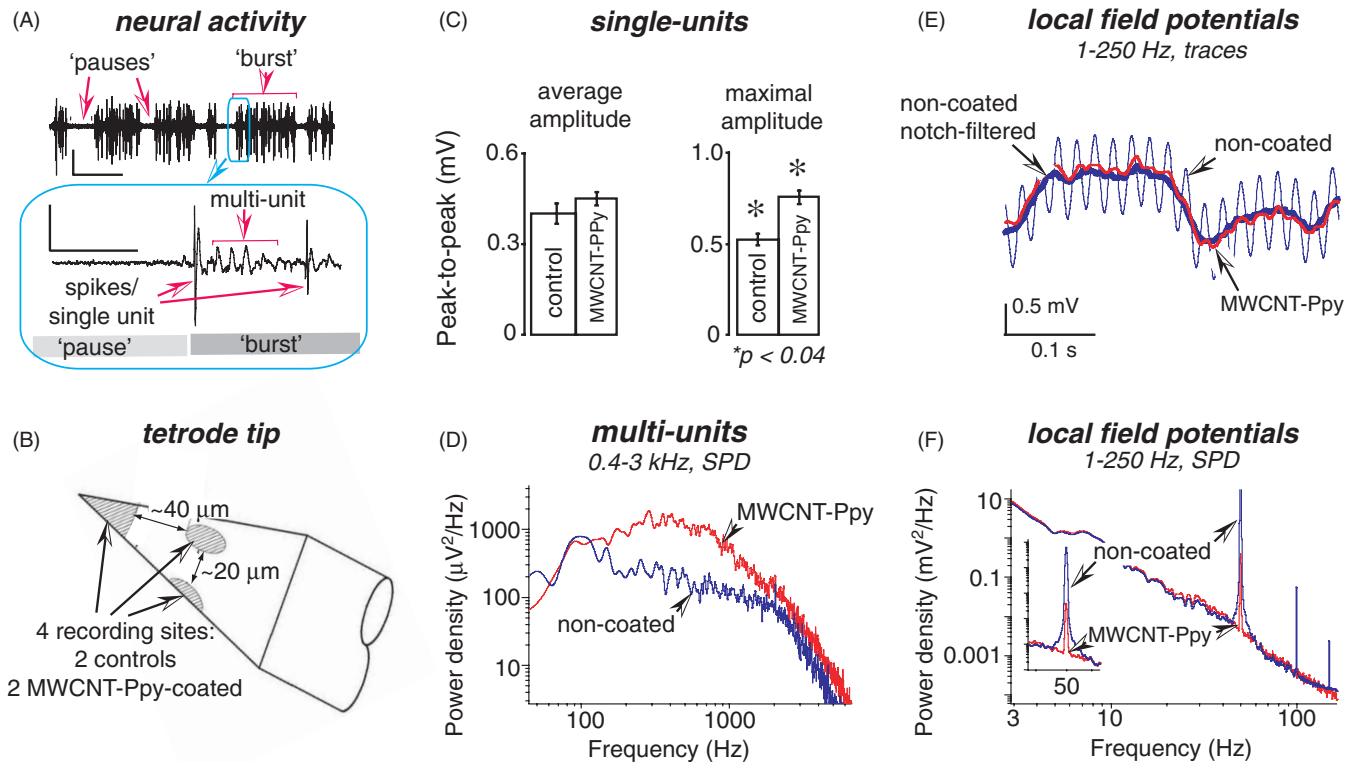 (A)
neural activity
'pauses'
'burst'
multi-unit
spikes/
single unit
'pause'
'burst'
(B)
tetrode tip
~40 µm
~20 µm
4 recording sites:
2 controls
2 MWCNT-Ppy-coated
(C)
single-units
average
amplitude
maximal
amplitude
Peak-to-peak (mV)
0.6
0.3
0
control
MWCNT-PPy
1.0
0.5
0
*
*
control
MWCNT-Ppy
*p < 0.04
(D)
multi-units
0.4-3 kHz, SPD
Power density (µV²/Hz)
1000
100
10
MWCNT-Ppy
non-coated
100
1000
Frequency (Hz)
(E)
local field potentials
1-250 Hz, traces
non-coated
notch-filtered
non-coated
MWCNT-Ppy
0.5 mV
0.1 s
(F)
local field potentials
1-250 Hz, SPD
Power density (mV²/Hz)
10
0.1
0.001
non-coated
MWCNT-Ppy
50
3
10
100
Frequency (Hz)